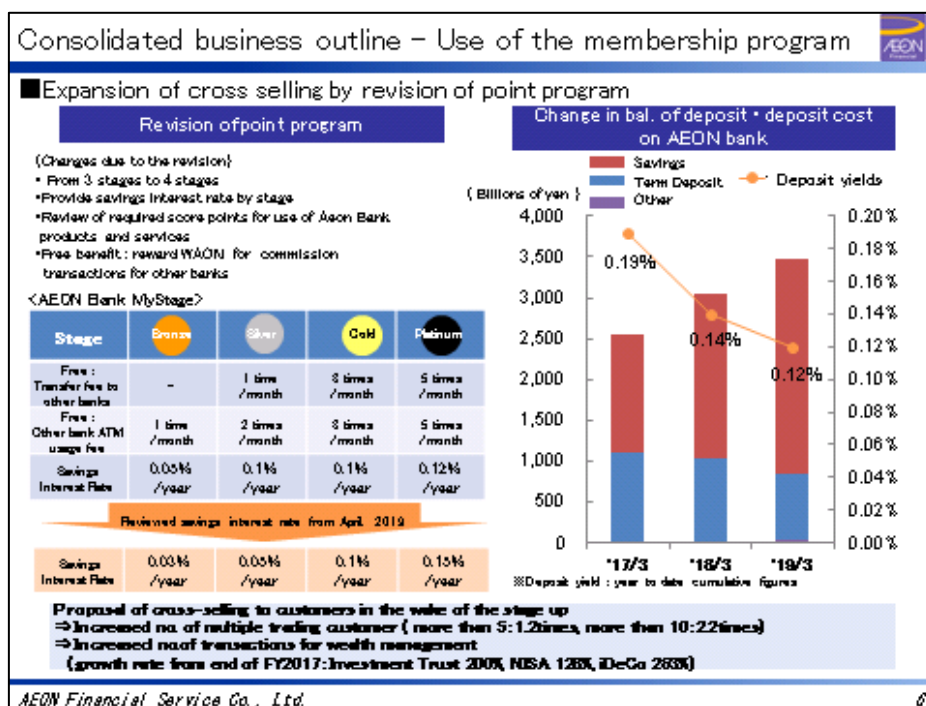 Consolidated business outline – Use of the membership program
AEON
Financial
■Expansion of cross selling by revision of point program
Revision of point program
(Changes due to the revision)
• From 3 stages to 4 stages
•Provide savings interest rate by stage
•Review of required score points for use of Aeon Bank
products and services
•Free benefit : reward WAON for commission
transactions for other banks
<AEON Bank MyStage>
Stage Bronze Silver Gold Platinum
Free :
Transfer fee to
other banks
- 1 time /month 3 times /month 5 times /month
Free :
Other bank ATM
usage fee
1 time /month 2 times /month 3 times /month 5 times /month
Savings
Interest Rate
0.05% /year 0.1% /year 0.1% /year 0.12% /year
Reviewed savings interest rate from April 2019
Savings
Interest Rate
0.03% /year 0.05% /year 0.1% /year 0.15% /year
Change in bal. of deposit・deposit cost
on AEON bank
Savings
Term Deposit
Other
Deposit yields
( Billions of yen )
4,000
3,500
3,000
2,500
2,000
1,500
1,000
500
0
0.20%
0.18%
0.16%
0.14%
0.12%
0.10%
0.08%
0.06%
0.04%
0.02%
0.00%
0.19%
0.14%
0.12%
'17/3 '18/3 '19/3
※Deposit yield : year to date cumulative figures
Proposal of cross-selling to customers in the wake of the stage up
⇒Increased no. of multiple trading customer ( more than 5:1.2times, more than 10:2.2times)
⇒Increased no.of transactions for wealth management
(growth rate from end of FY2017:Investment Trust 200%, NISA 128%, iDeCo 283%)
AEON Financial Service Co., Ltd.
6